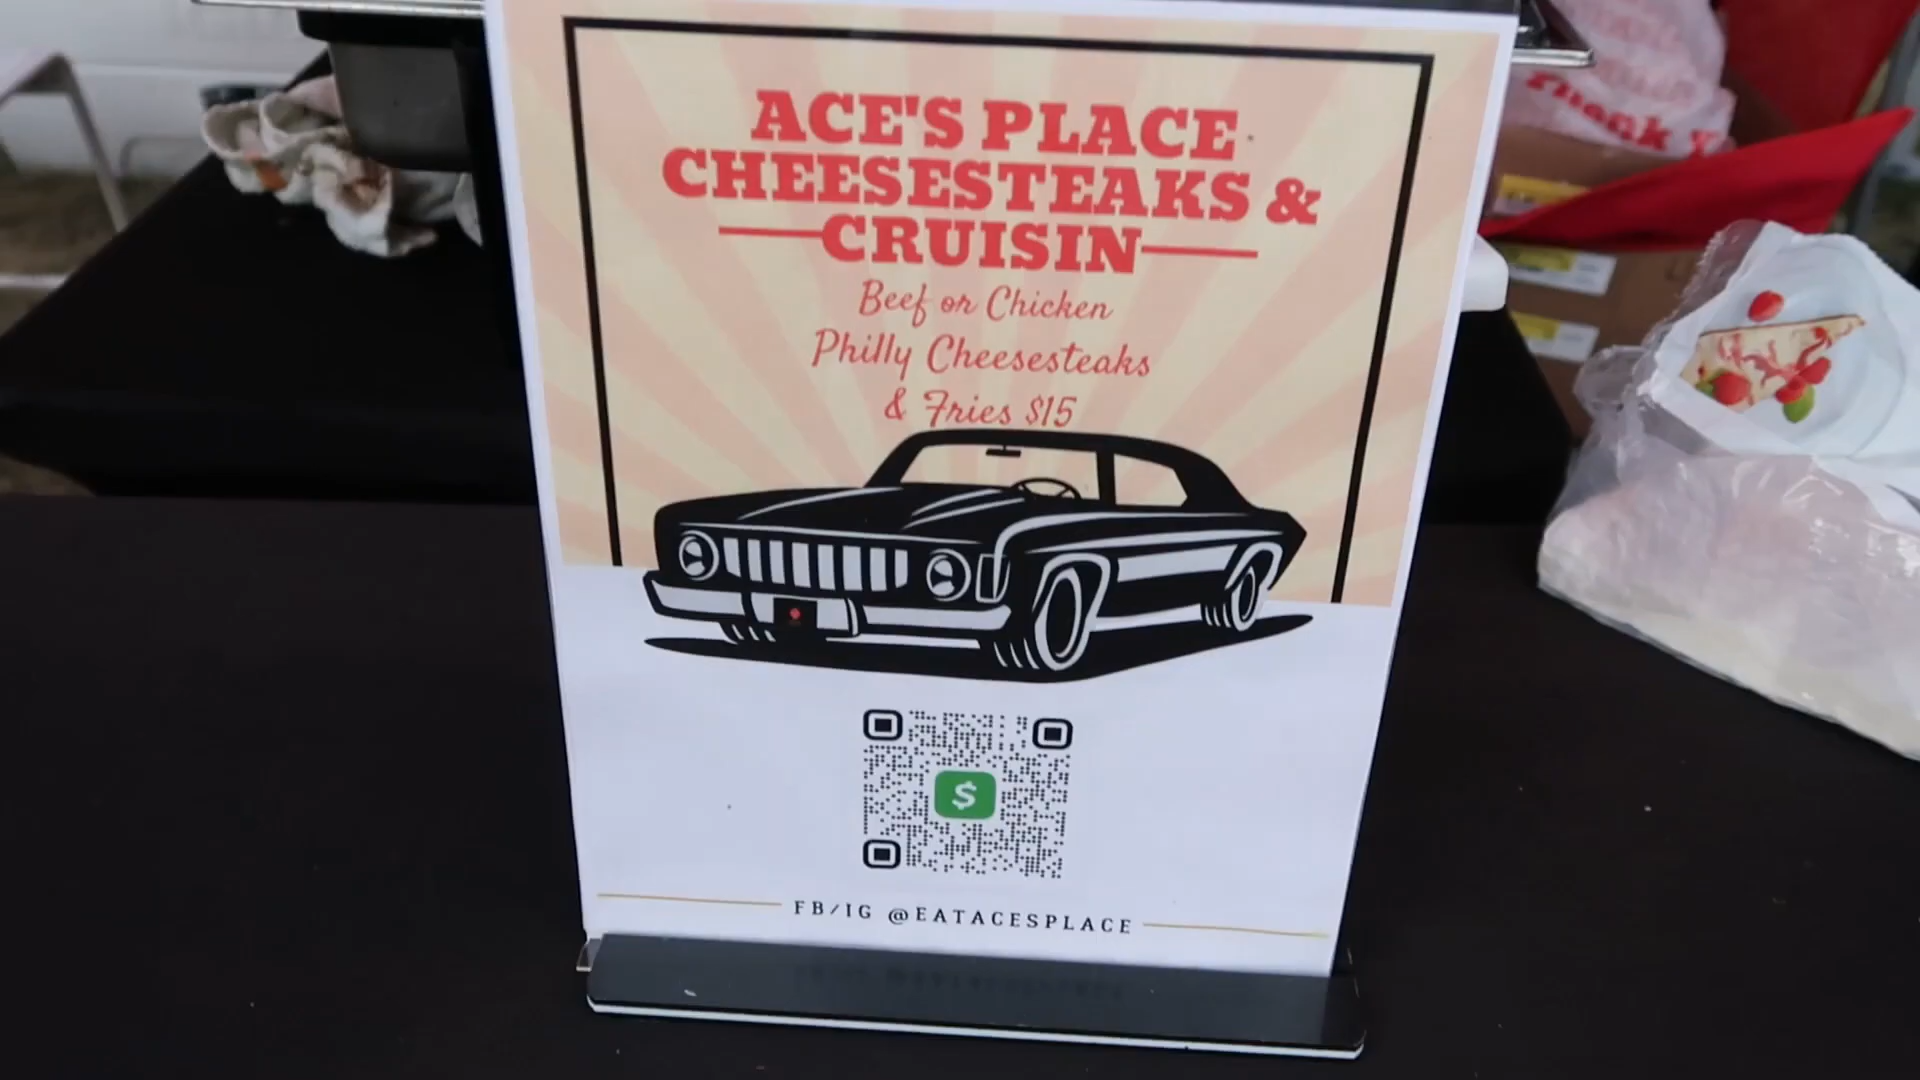 ACE'S PLACE
CHEESESTEAKS &
CRUISIN
Beef or Chicken
Philly Cheesesteaks
& Fries $15
$
FB/IG @EATACESPLACE